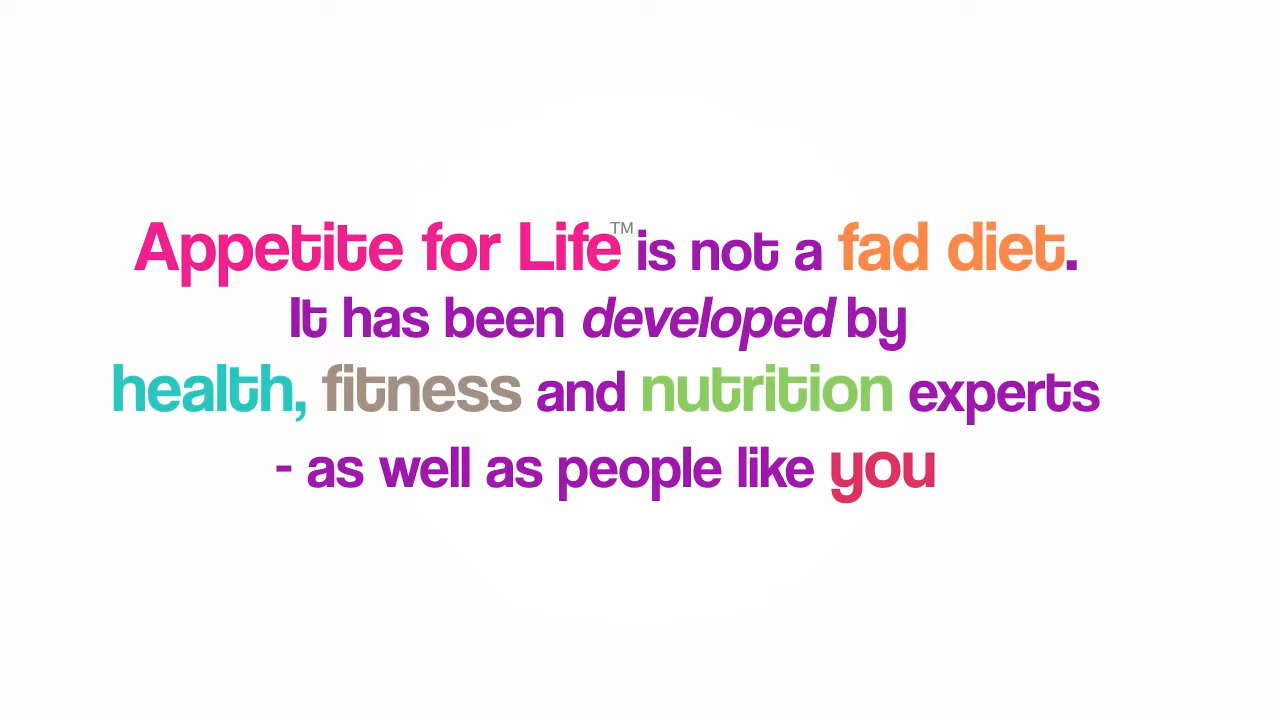 Appetite for Life™ is not a fad diet.
It has been developed by
health, fitness and nutrition experts
- as well as people like you